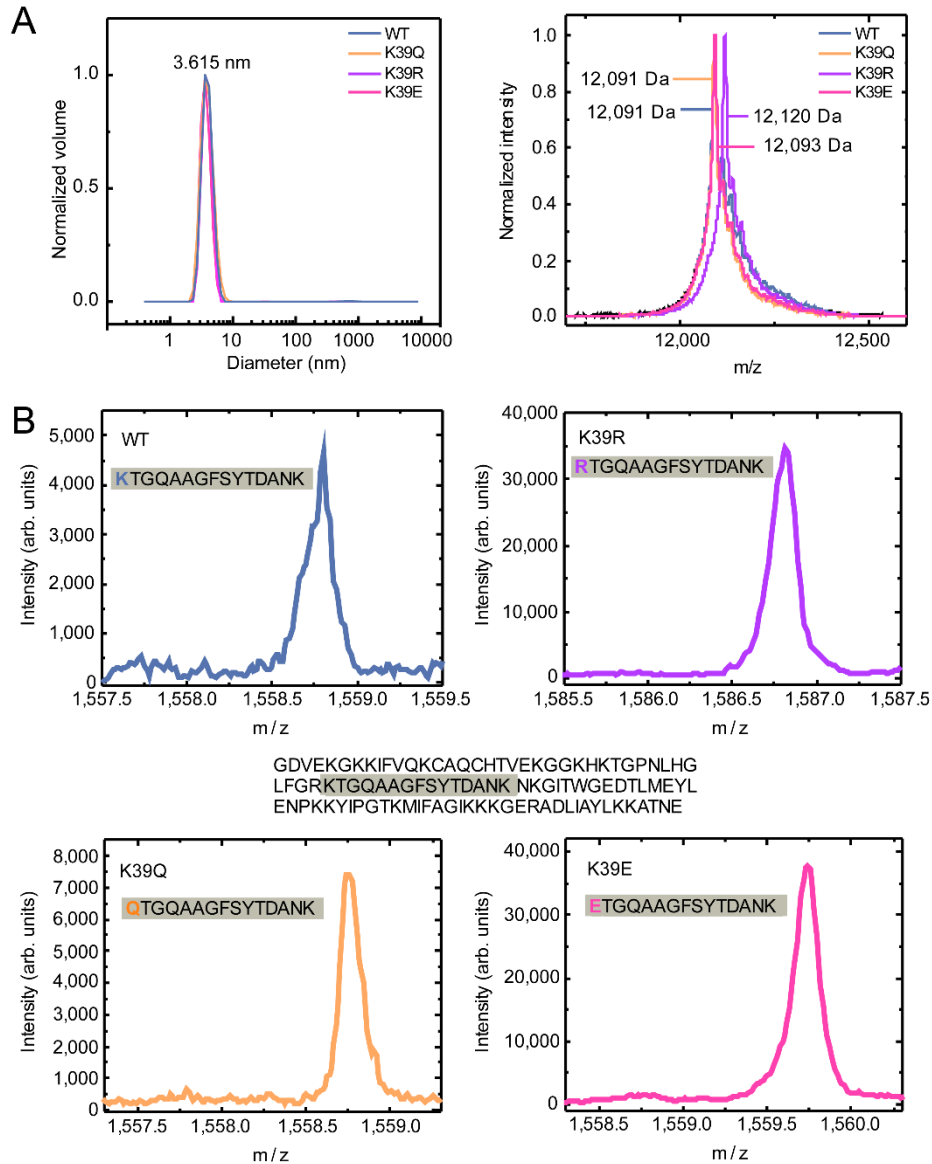 A
3.615 nm
WT
K39Q
K39R
K39E
1.0
0.5
0.0
Normalized volume
1
10
100
1000
10000
Diameter (nm)
WT
K39Q
K39R
K39E
12,091 Da
12,091 Da
12,120 Da
12,093 Da
1.0
0.8
0.6
0.4
0.2
0.0
Normalized intensity
12,000
12,500
m/z
B
WT
KTGQAAGFSYTDANK
5,000
4,000
3,000
2,000
1,000
0
Intensity (arb. units)
1,557.5
1,558.0
1,558.5
1,559.0
1,559.5
m / z
K39R
RTGQAAGFSYTDANK
40,000
30,000
20,000
10,000
0
Intensity (arb. units)
1,585.5
1,586.0
1,586.5
1,587.0
1,587.5
m / z
GDVEKGKKIFVQKCAQCHTVEKGGKHKTGPNLHG
LFGRKTGQAAGFSYTDANKNKGITWGEDTLMEYL
ENPKKYIPGTKMIFAGIKKKGERADLIAYLKKATNE
K39Q
QTGQAAGFSYTDANK
8,000
7,000
6,000
5,000
4,000
3,000
2,000
1,000
0
Intensity (arb. units)
1,557.5
1,558.0
1,558.5
1,559.0
m / z
K39E
ETGQAAGFSYTDANK
40,000
30,000
20,000
10,000
0
Intensity (arb. units)
1,558.5
1,559.0
1,559.5
1,560.0
m / z